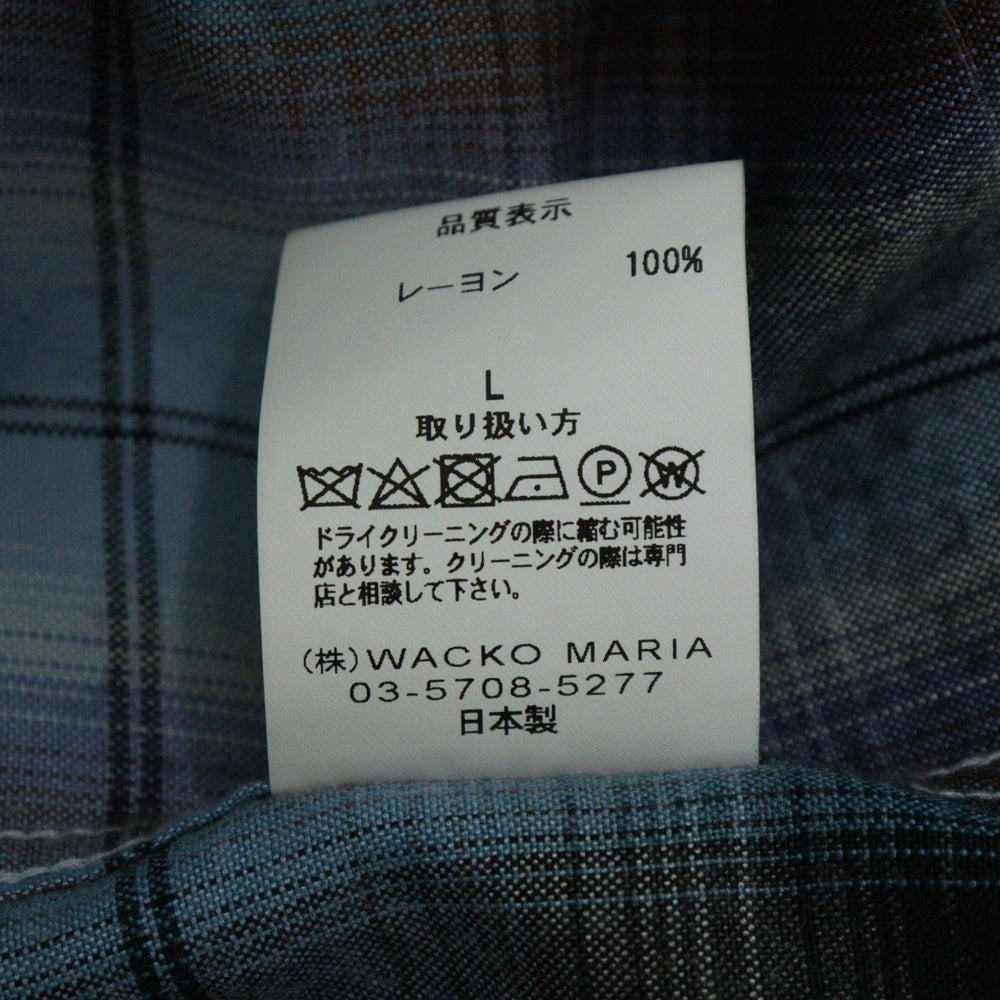 品質表示
レーヨン 100%
L
取り扱い方
P W
ドライクリーニングの際に縮む可能性
があります。クリーニングの際は専門
店と相談して下さい。
(株)WACKO MARIA
03-5708-5277
日本製